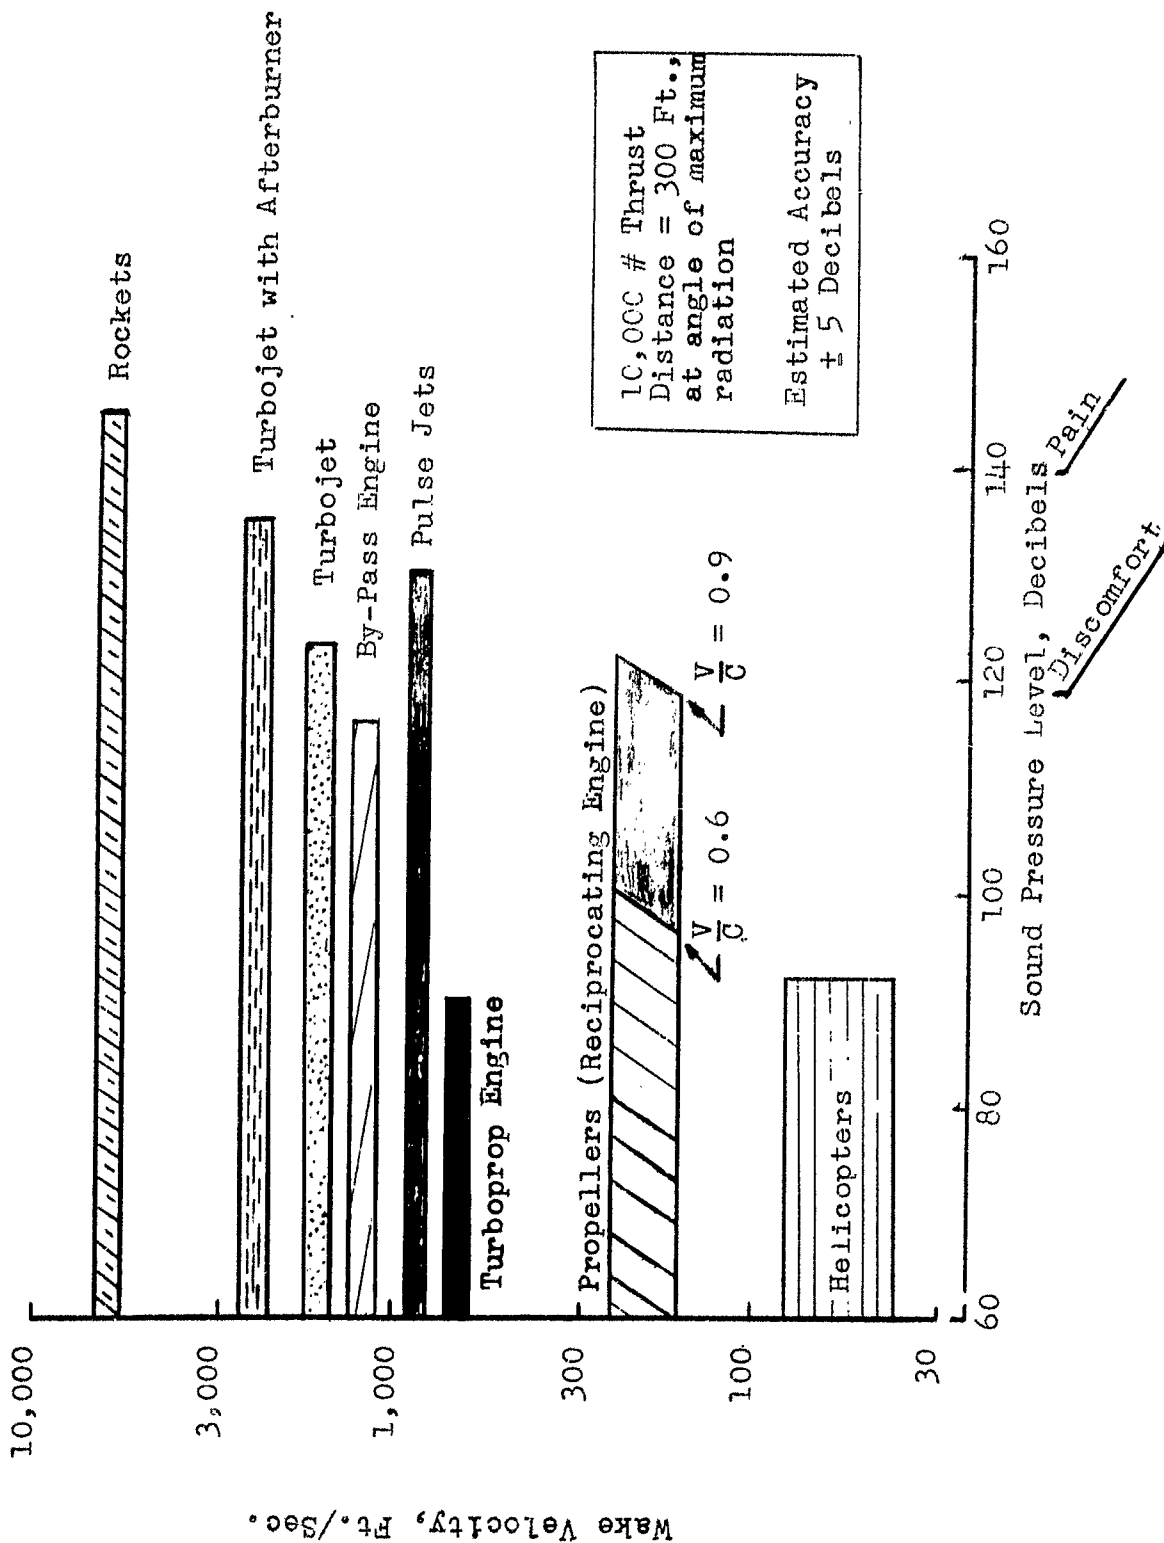 10,000
3,000
1,000
300
100
30
Wake Velocity, Ft./Sec.
Rockets
Turbojet with Afterburner
Turbojet
By-Pass Engine
Pulse Jets
Turboprop Engine
Propellers (Reciprocating Engine)
V/C = 0.6
V/C = 0.9
Helicopters
10,000 # Thrust
Distance = 300 Ft.,
at angle of maximum
radiation
Estimated Accuracy
± 5 Decibels
60
80
100
120
140
160
Sound Pressure Level, Decibels
Discomfort
Pain